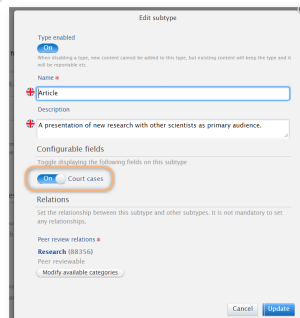 Edit subtype
Type enabled
On
When disabling a type, new content cannot be added to this type, but existing content will keep the type and it
will be reportable etc.
Name *
Article
Description
A presentation of new research with other scientists as primary audience.
Configurable fields
Toggle displaying the following fields on this subtype
On Court cases
Relations
Set the relationship between this subtype and other subtypes. It is not mandatory to set
any relationships.
Peer review relations *
Research (88356)
Peer reviewable
Modify available categories
Cancel Update